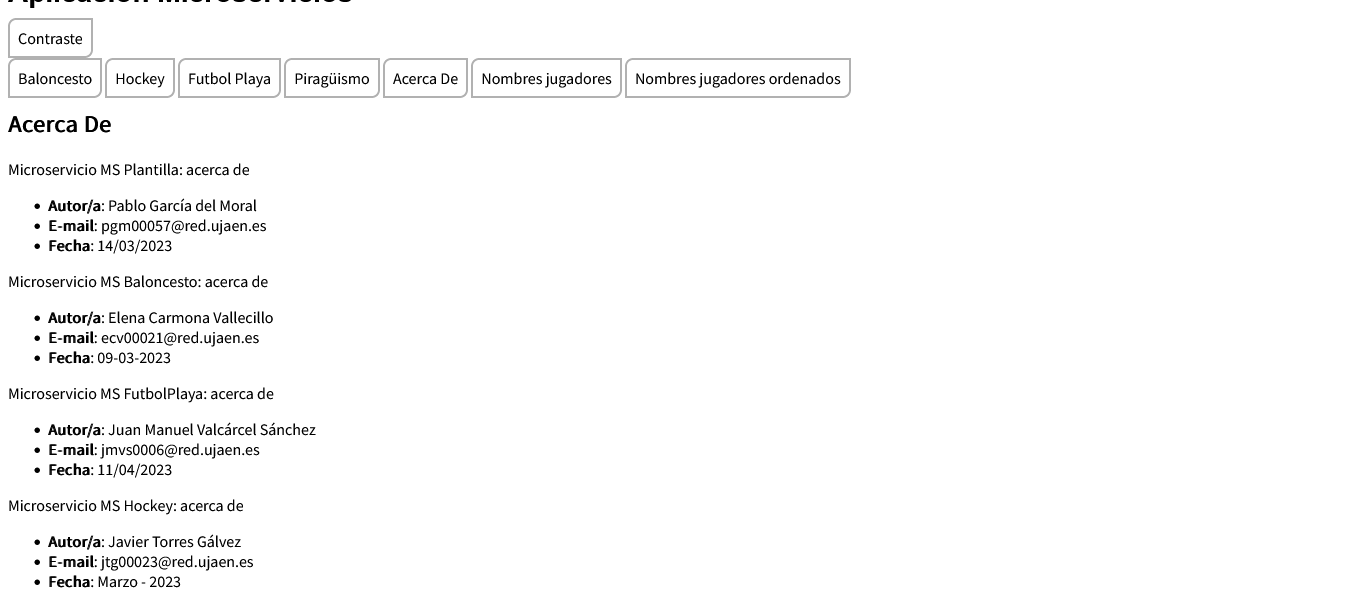 Aplicación Microservicios
Contraste
Baloncesto Hockey Futbol Playa Piragüismo Acerca De Nombres jugadores Nombres jugadores ordenados
Acerca De
Microservicio MS Plantilla: acerca de
• Autor/a: Pablo García del Moral
• E-mail: pgm00057@red.ujaen.es
• Fecha: 14/03/2023
Microservicio MS Baloncesto: acerca de
• Autor/a: Elena Carmona Vallecillo
• E-mail: ecv00021@red.ujaen.es
• Fecha: 09-03-2023
Microservicio MS FutbolPlaya: acerca de
• Autor/a: Juan Manuel Valcárcel Sánchez
• E-mail: jmvs0006@red.ujaen.es
• Fecha: 11/04/2023
Microservicio MS Hockey: acerca de
• Autor/a: Javier Torres Gálvez
• E-mail: jtg00023@red.ujaen.es
• Fecha: Marzo - 2023